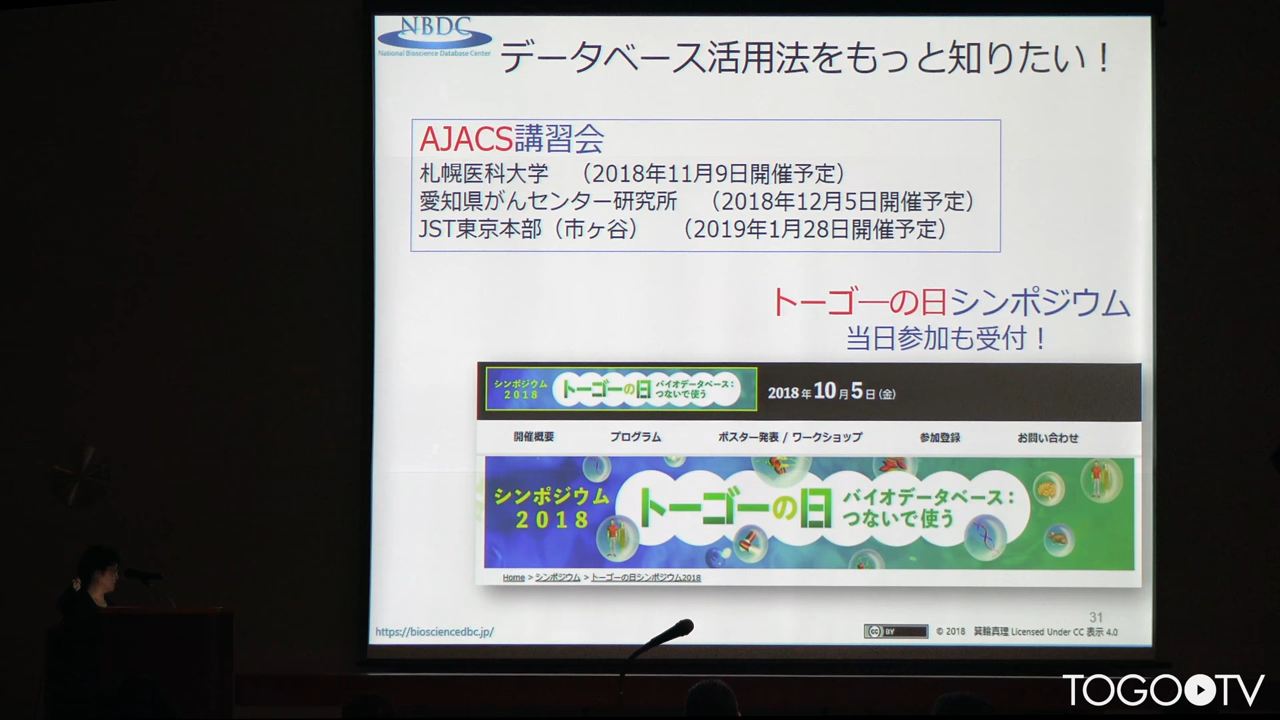 NBDC
National Bioscience Database Center
データベース活用法をもっと知りたい！
AJACS講習会
札幌医科大学　（2018年11月9日開催予定）
愛知県がんセンター研究所　（2018年12月5日開催予定）
JST東京本部（市ヶ谷）　（2019年1月28日開催予定）
トーゴーの日シンポジウム
当日参加も受付！
シンポジウム
2018
トーゴーの日
バイオデータベース：
つないで使う
2018年10月5日(金)
開催概要　プログラム　ポスター発表 / ワークショップ　参加登録　お問い合わせ
シンポジウム
2018
トーゴーの日
バイオデータベース：
つないで使う
Home > シンポジウム > トーゴーの日シンポジウム2018
31
https://biosciencedbc.jp/
cc BY
© 2018　箕輪真理 Licensed Under CC 表示 4.0
TOGO TV